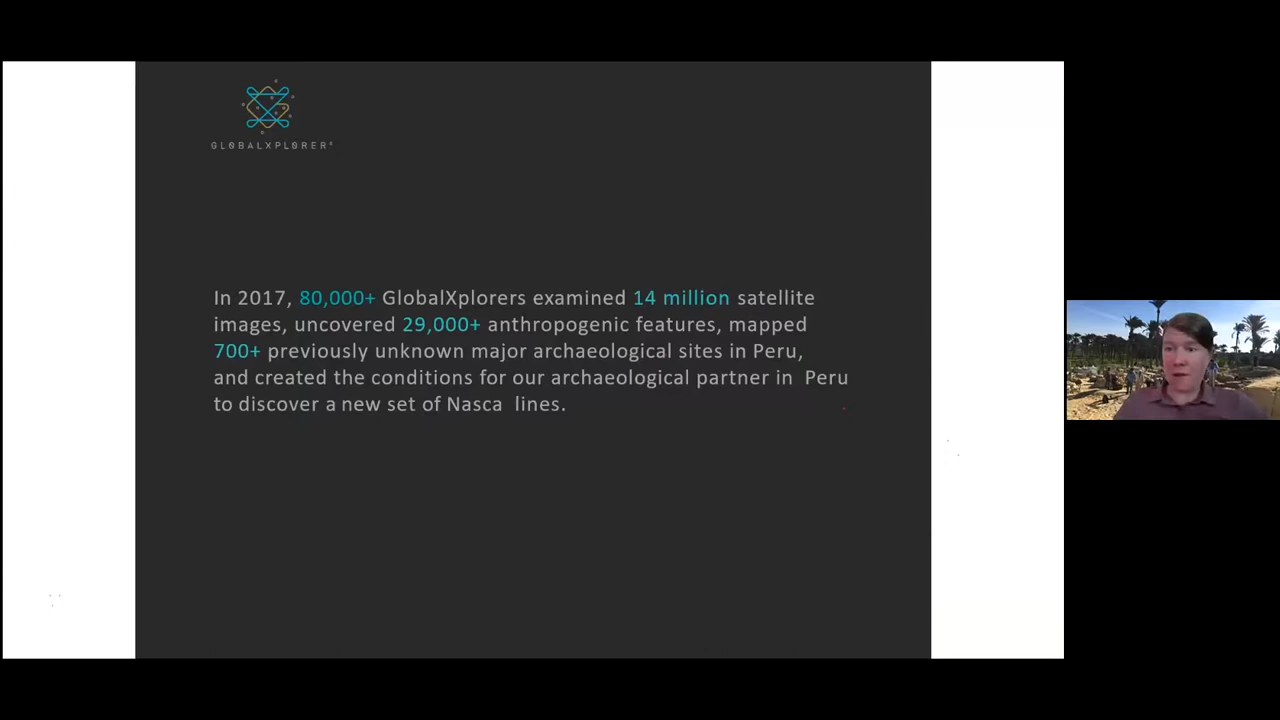 GLOBALXPLORER°
In 2017, 80,000+ GlobalXplorers examined 14 million satellite
images, uncovered 29,000+ anthropogenic features, mapped
700+ previously unknown major archaeological sites in Peru,
and created the conditions for our archaeological partner in Peru
to discover a new set of Nasca lines.